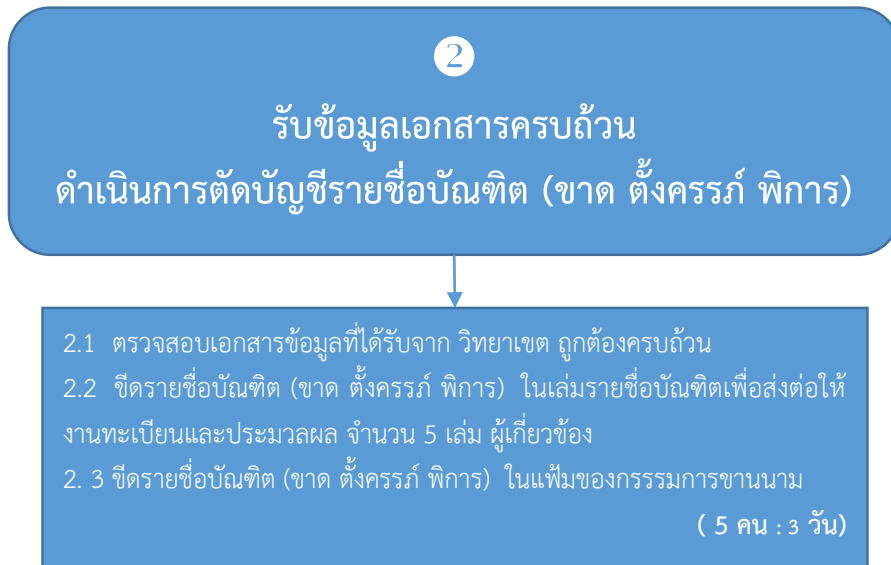 ❷
รับข้อมูลเอกสารครบถ้วน
ดำเนินการตัดบัญชีรายชื่อบัณฑิต (ขาด ตั้งครรภ์ พิการ)
2.1 ตรวจสอบเอกสารข้อมูลที่ได้รับจาก วิทยาเขต ถูกต้องครบถ้วน
2.2 ขีดรายชื่อบัณฑิต (ขาด ตั้งครรภ์ พิการ) ในเล่มรายชื่อบัณฑิตเพื่อส่งต่อให้
งานทะเบียนและประมวลผล จำนวน 5 เล่ม ผู้เกี่ยวข้อง
2. 3 ขีดรายชื่อบัณฑิต (ขาด ตั้งครรภ์ พิการ) ในแฟ้มของกรรรมการขานนาม
( 5 คน : 3 วัน)